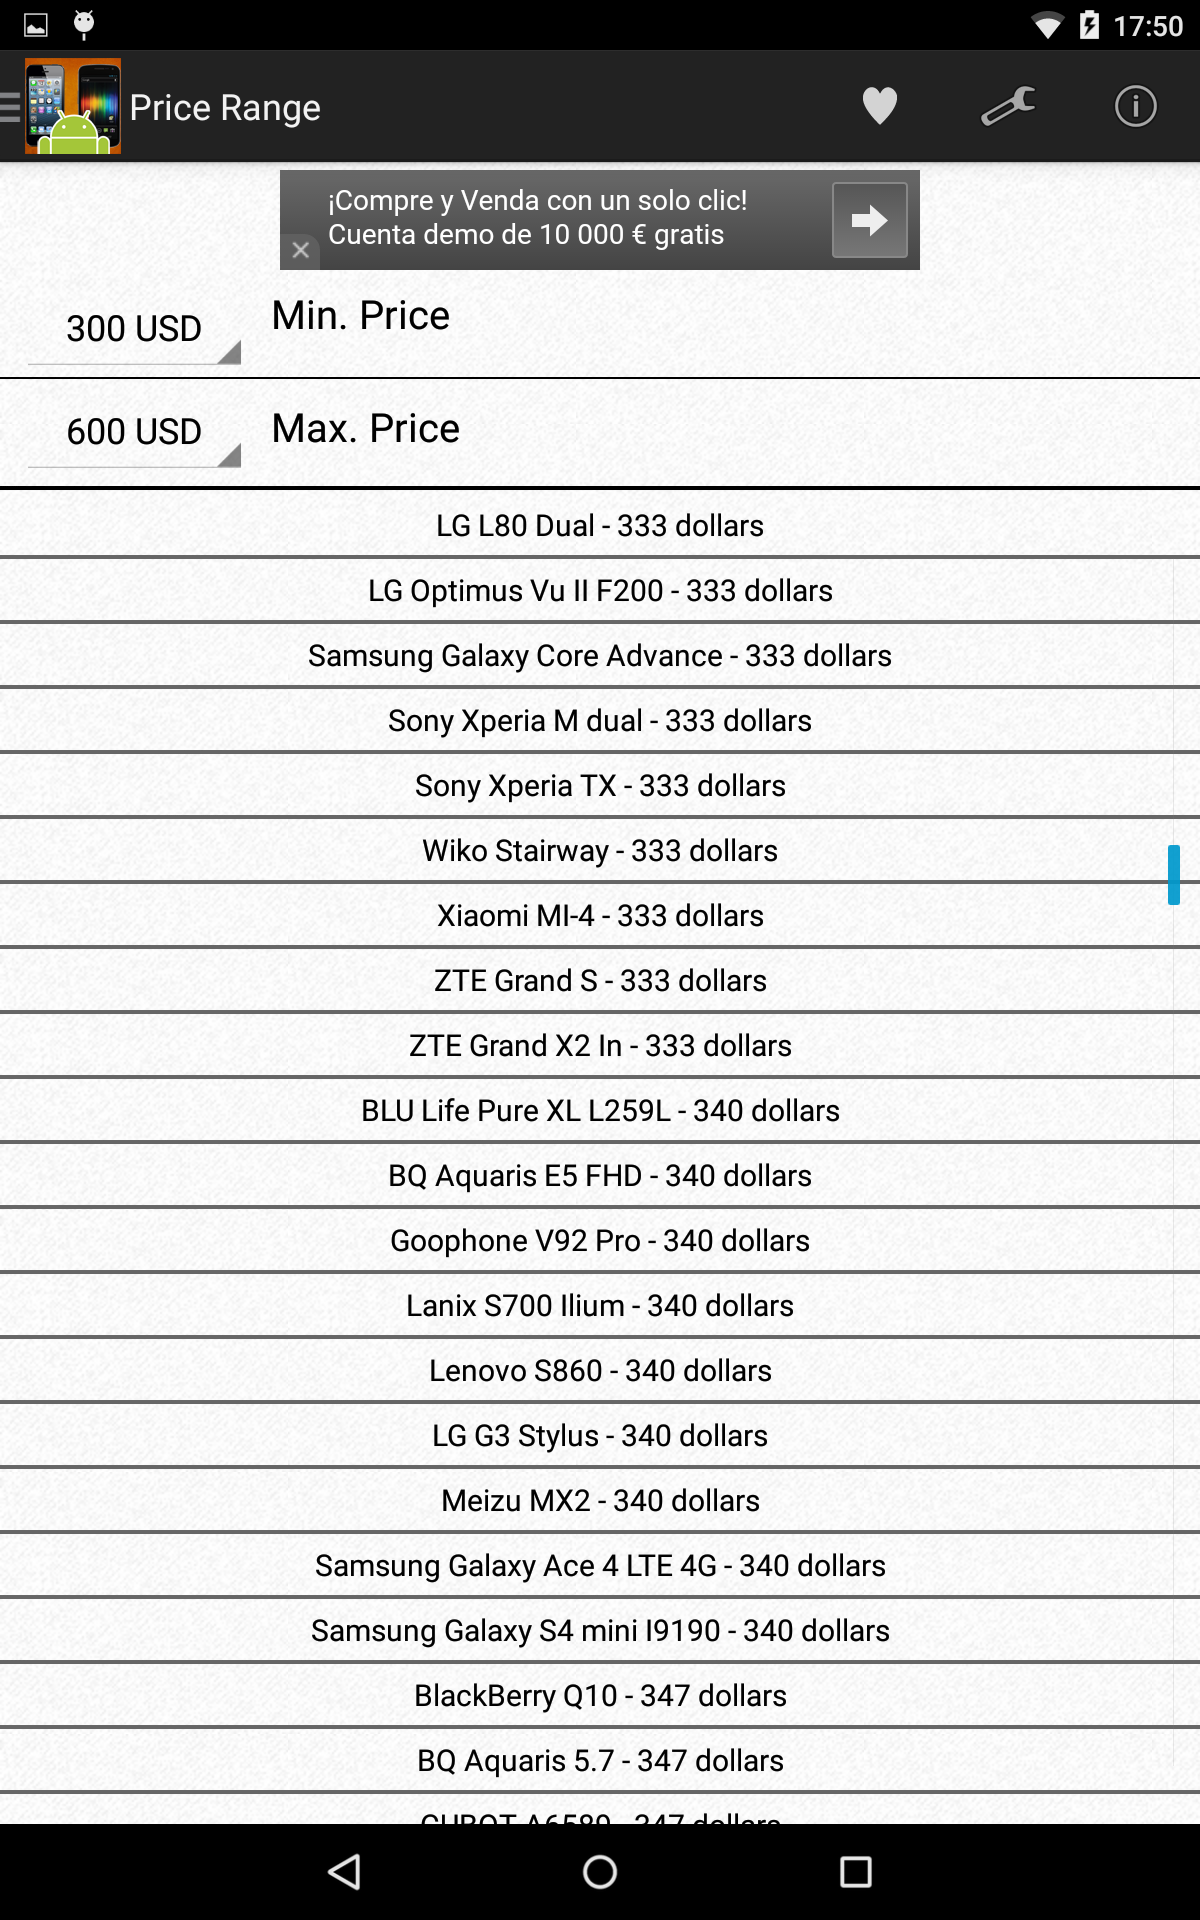 17:50
Price Range
¡Compre y Venda con un solo clic!
Cuenta demo de 10 000 € gratis
300 USD
Min. Price
600 USD
Max. Price
LG L80 Dual - 333 dollars
LG Optimus Vu II F200 - 333 dollars
Samsung Galaxy Core Advance - 333 dollars
Sony Xperia M dual - 333 dollars
Sony Xperia TX - 333 dollars
Wiko Stairway - 333 dollars
Xiaomi MI-4 - 333 dollars
ZTE Grand S - 333 dollars
ZTE Grand X2 In - 333 dollars
BLU Life Pure XL L259L - 340 dollars
BQ Aquaris E5 FHD - 340 dollars
Goophone V92 Pro - 340 dollars
Lanix S700 Ilium - 340 dollars
Lenovo S860 - 340 dollars
LG G3 Stylus - 340 dollars
Meizu MX2 - 340 dollars
Samsung Galaxy Ace 4 LTE 4G - 340 dollars
Samsung Galaxy S4 mini I9190 - 340 dollars
BlackBerry Q10 - 347 dollars
BQ Aquaris 5.7 - 347 dollars
CUBOT A6589 - 347 dollars